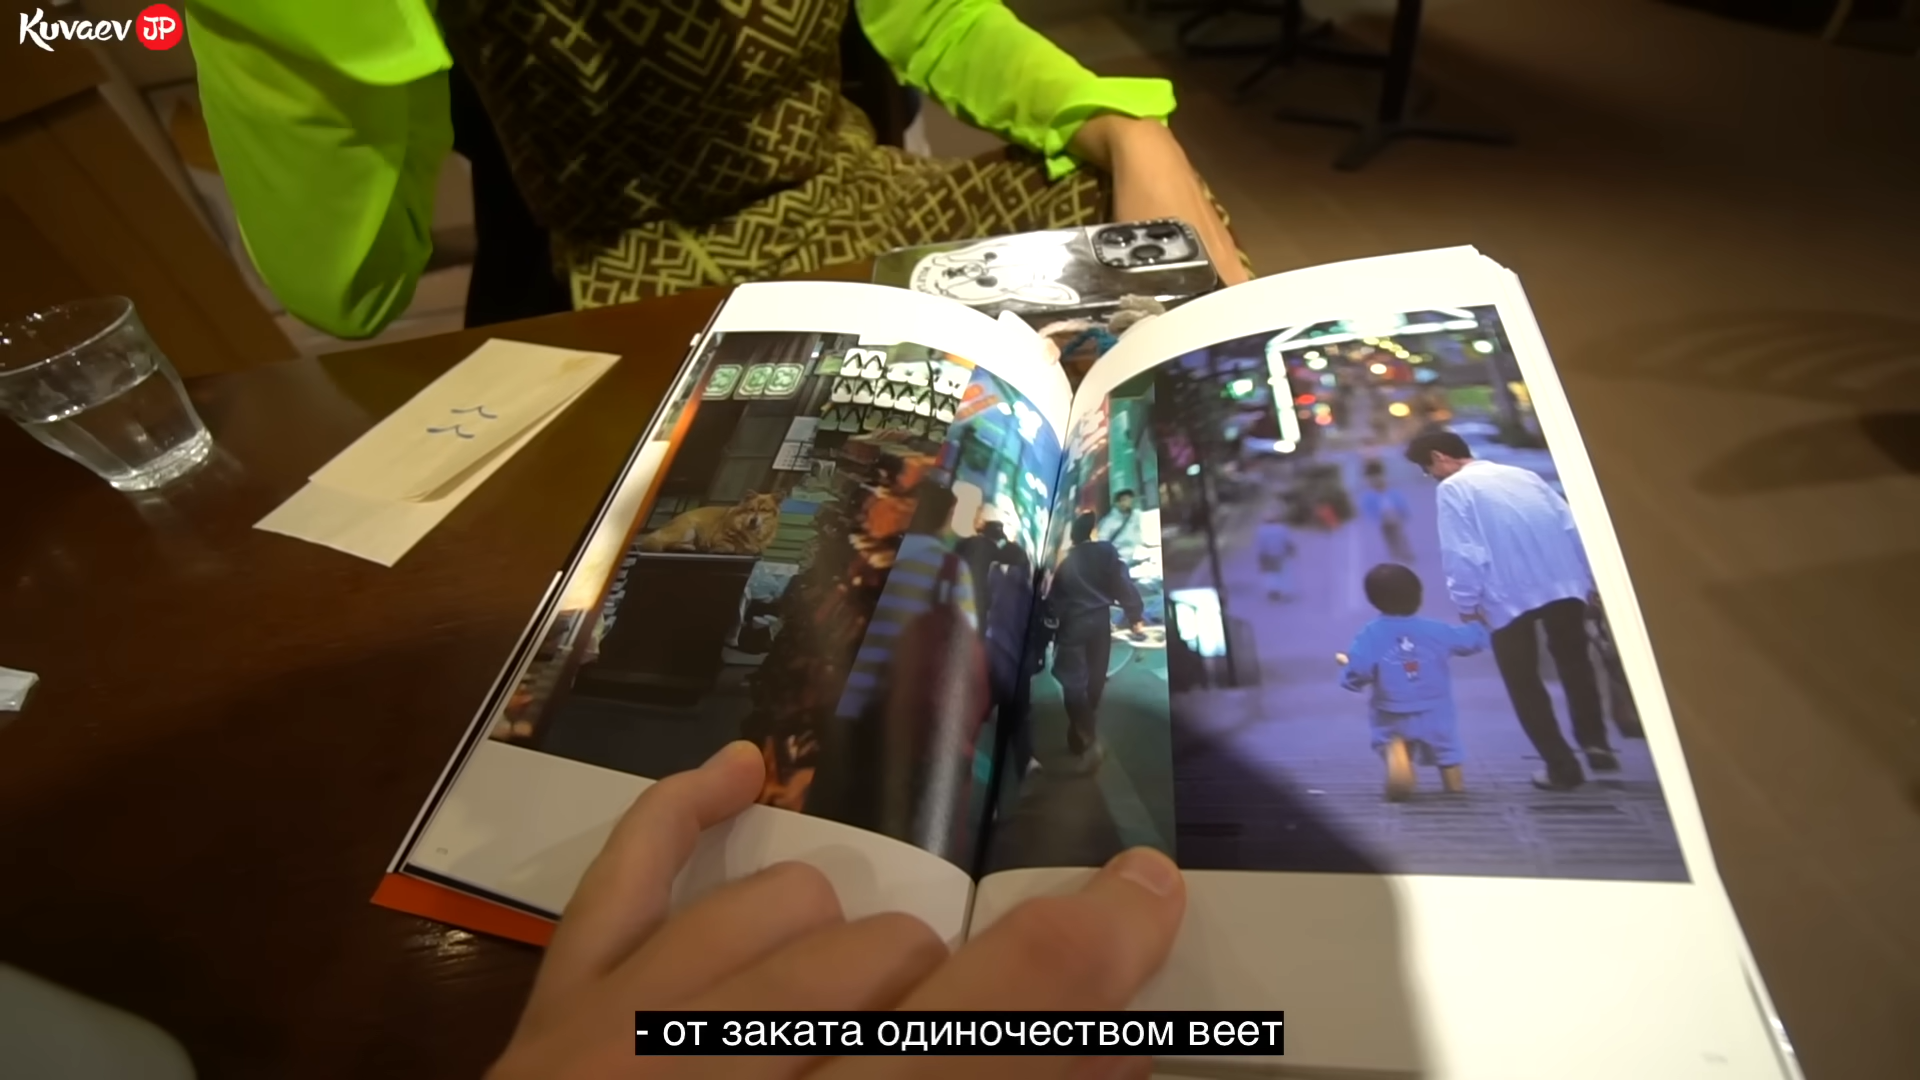 Kuvaev JP
- от заката одиночеством веет